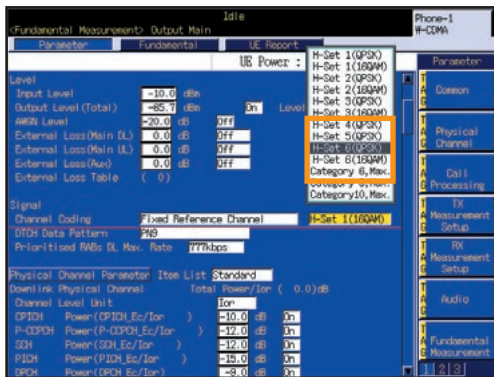 Idle
Phone-1
<Fundamental Measurement> Output Main
W-CDMA
Parameter Fundamental UE Report
UE Power :
Parameter
H-Set 1(QPSK)
H-Set 1(16QAM)
H-Set 2(QPSK)
H-Set 2(16QAM)
H-Set 3(QPSK)
H-Set 3(16QAM)
H-Set 4(QPSK)
H-Set 5(QPSK)
H-Set 6(QPSK)
H-Set 6(16QAM)
Category 6,Max.
Category10,Max.
Level
Input Level -10.0 dBm
Output Level(Total) -65.7 dBm On Level
AWGN Level -20.0 dB Off
External Loss(Main DL) 0.0 dB Off
External Loss(Main UL) 0.0 dB Off
External Loss(Aux) 0.0 dB Off
External Loss Table ( 0)
Signal
Channel Coding Fixed Reference Channel H-Set 1(16QAM)
DTCH Data Pattern PN9
Prioritised RABs DL Max. Rate 777kbps
Physical Channel Parameter Item List Standard
Downlink Physical Channel Total Power/Ior ( 0.0)dB
Channel Level Unit Ior
CPICH Power(CPICH_Ec/Ior ) -10.0 dB On
P-CCPCH Power(P-CCPCH_Ec/Ior ) -12.0 dB On
SCH Power(SCH_Ec/Ior ) -12.0 dB On
PICH Power(PICH_Ec/Ior ) -15.0 dB On
DPCH Power(DPCH_Ec/Ior) -9.0 dB On
TAG Common
TAG Physical Channel
TAG Call Processing
TAG TX Measurement Setup
TAG RX Measurement Setup
TAG Audio
TAG Fundamental Measurement
1 2 3